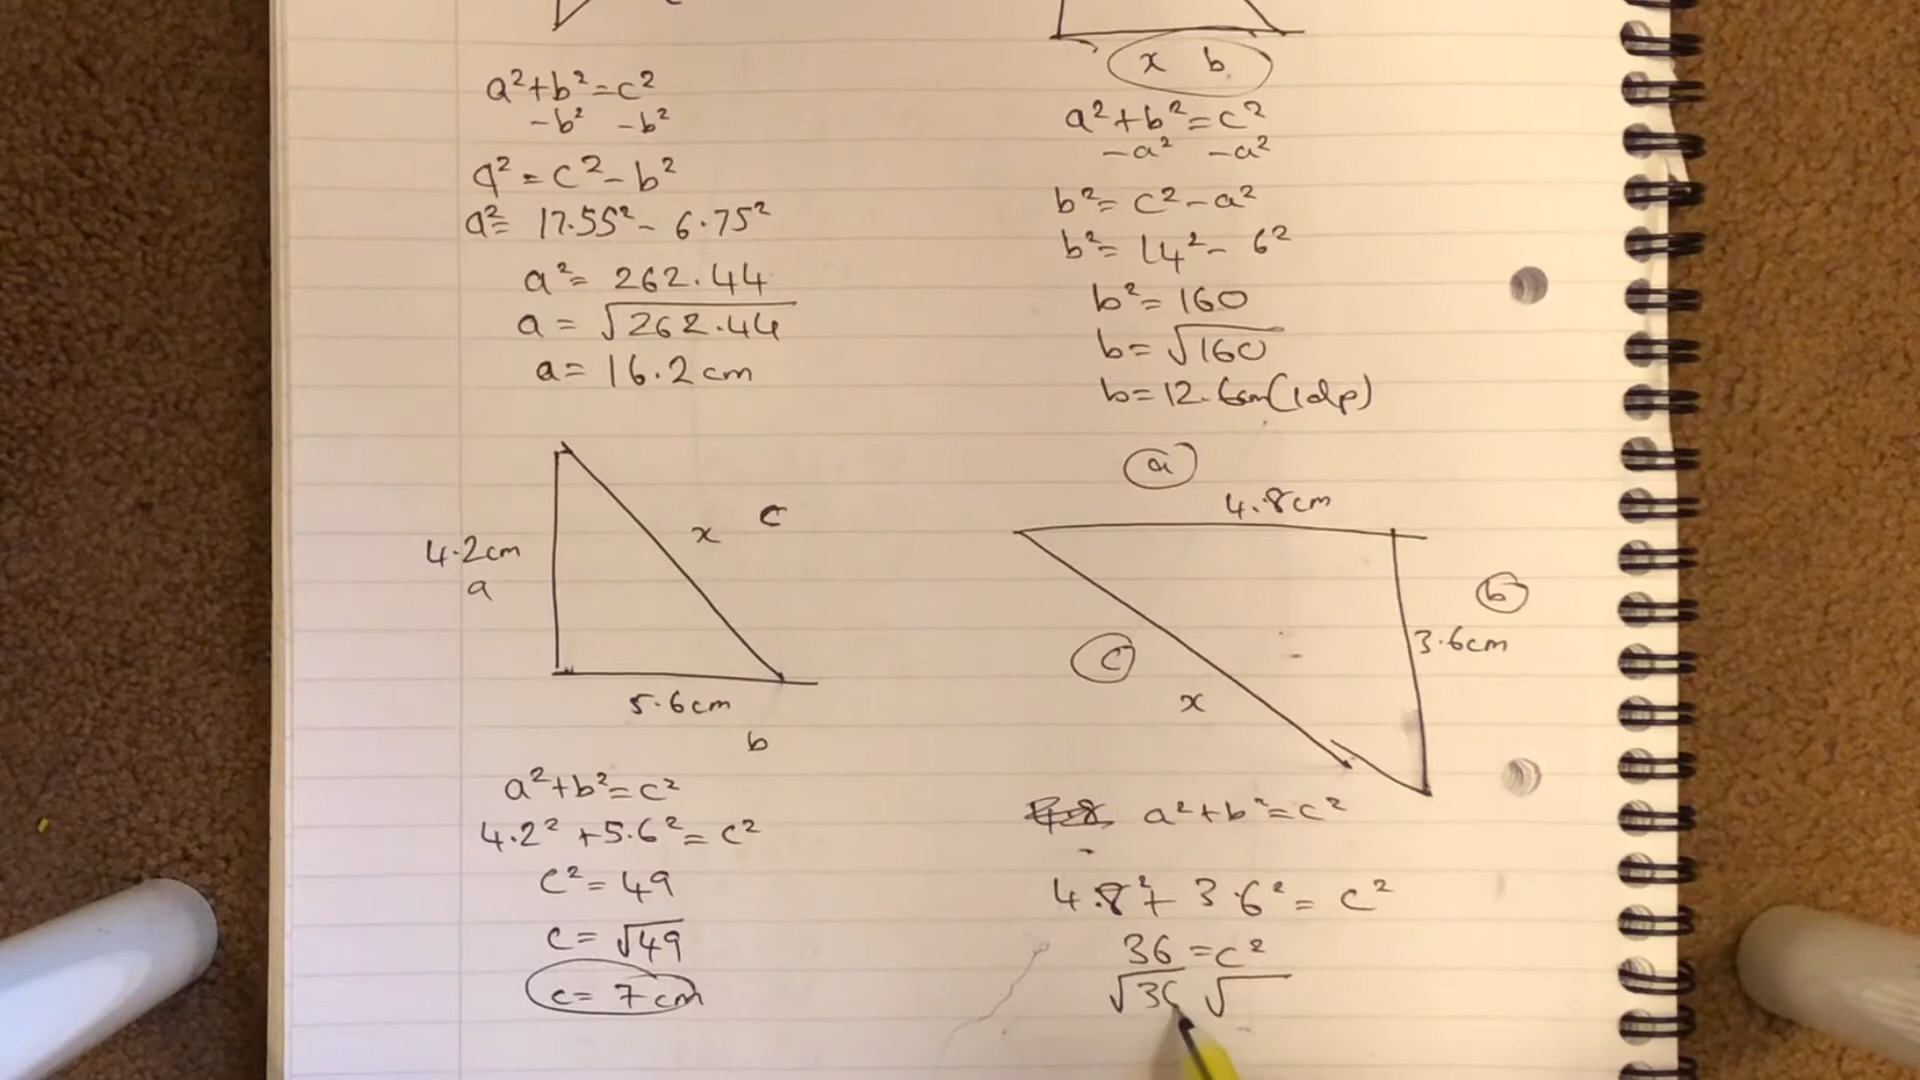 a²+b²=c²
-b² -b²
a²=c²-b²
a²= 17.55²- 6.75²
a²= 262.44
a= √262.44
a= 16.2cm
x b
a²+b²=c²
-a² -a²
b²= c²-a²
b²= 14²- 6²
b²= 160
b= √160
b=12.6cm(1dp)
4.2cm
a
x c
5.6cm
b
a²+b²=c²
4.2²+5.6²=c²
c²= 49
c= √49
c= 7cm
a
4.8cm
b
3.6cm
c
x
a²+b²=c²
4.8²+ 3.6²= c²
36 =c²
√36 √